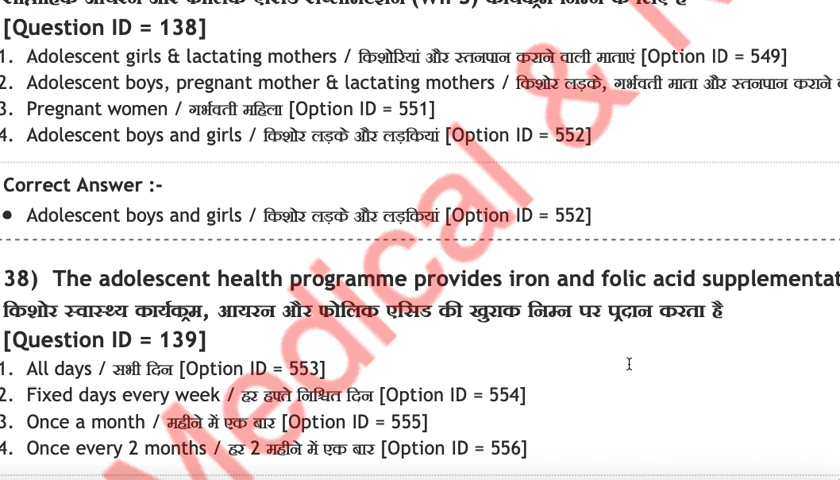 [Question ID = 138]
1. Adolescent girls & lactating mothers / किशोरियां और स्तनपान कराने वाली माताएं [Option ID = 549]
2. Adolescent boys, pregnant mother & lactating mothers / किशोर लड़के, गर्भवती माता और स्तनपान कराने
3. Pregnant women / गर्भवती महिला [Option ID = 551]
4. Adolescent boys and girls / किशोर लड़के और लड़कियां [Option ID = 552]
Correct Answer :-
• Adolescent boys and girls / किशोर लड़के और लड़कियां [Option ID = 552]
38) The adolescent health programme provides iron and folic acid supplementat
किशोर स्वास्थ्य कार्यक्रम, आयरन और फोलिक एसिड की खुराक निम्न पर प्रदान करता है
[Question ID = 139]
1. All days / सभी दिन [Option ID = 553]
2. Fixed days every week / हर हफ्ते निश्चित दिन [Option ID = 554]
3. Once a month / महीने में एक बार [Option ID = 555]
4. Once every 2 months / हर 2 महीने में एक बार [Option ID = 556]
Medical &